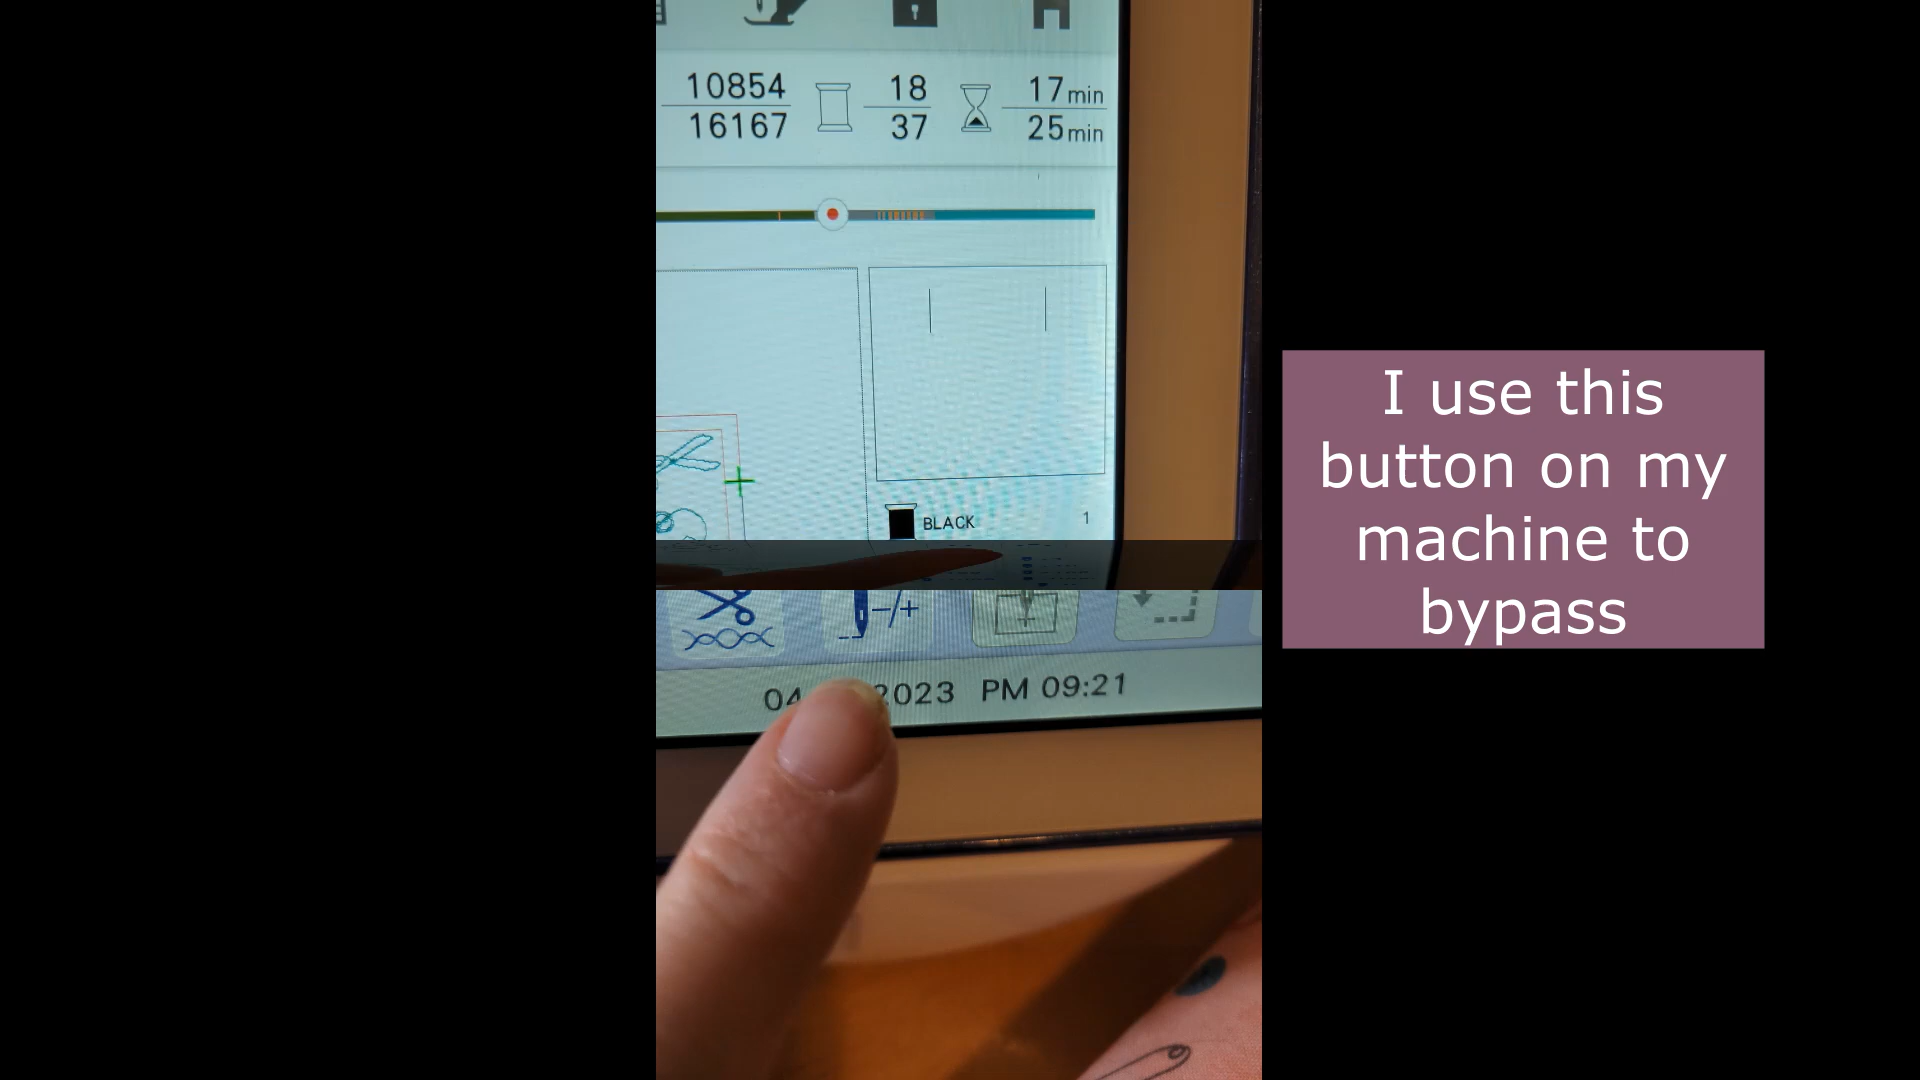 10854 18 17min
16167 37 25min
BLACK 1
-/+
04 2023 PM 09:21
I use this
button on my
machine to
bypass